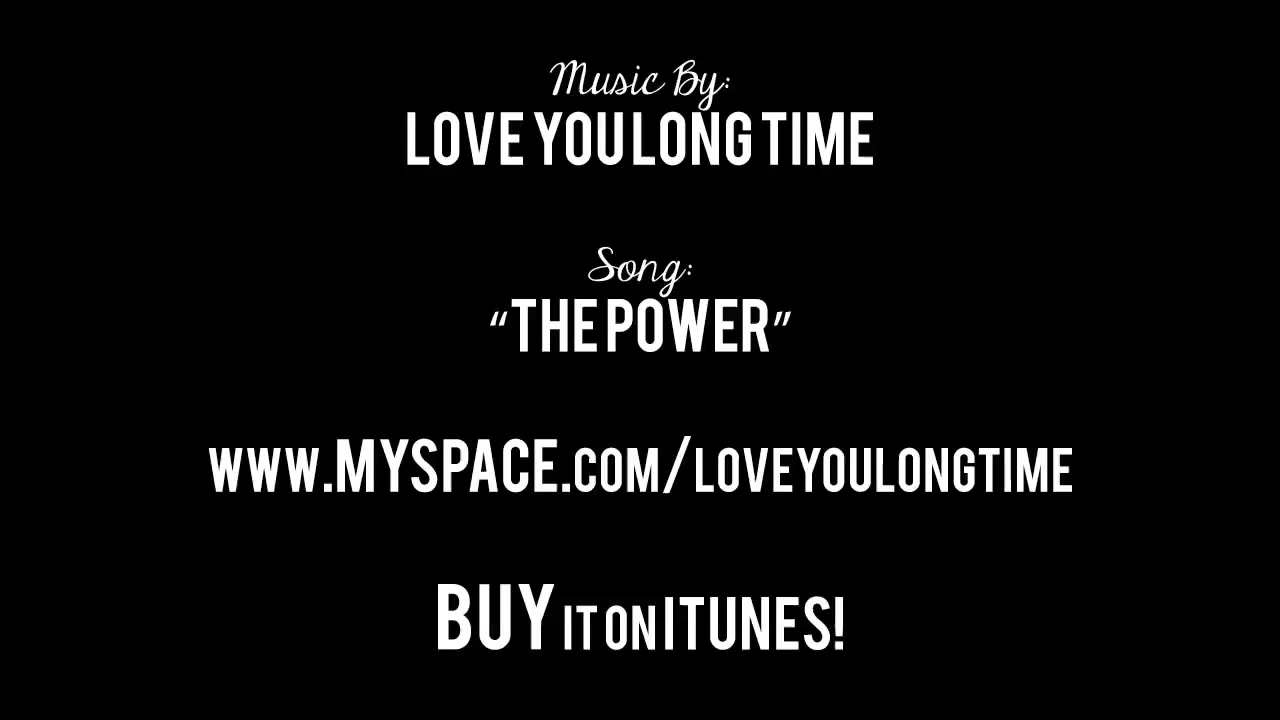 Music By:
LOVE YOU LONG TIME
Song:
“THE POWER”
WWW.MYSPACE.COM/LOVEYOULONGTIME
BUY IT ON ITUNES!